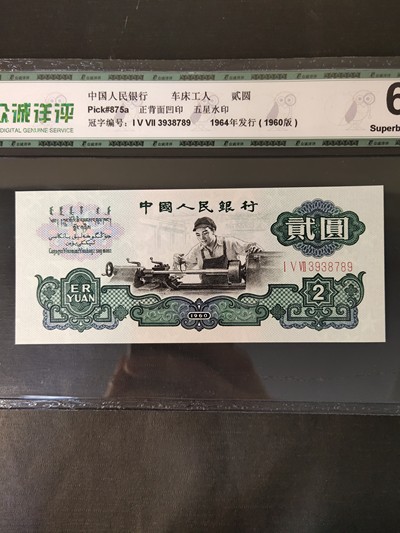 众诚评评
DIGITAL GENUINE SERVICE
中国人民银行 车床工人 贰圆
Pick#875a 正背面凹印 五星水印
冠字编号: I V VII 3938789 1964年发行 (1960版)
6
Superb
中國人民銀行
貳圓
I V VII 3938789
ER
YUAN
1960
2